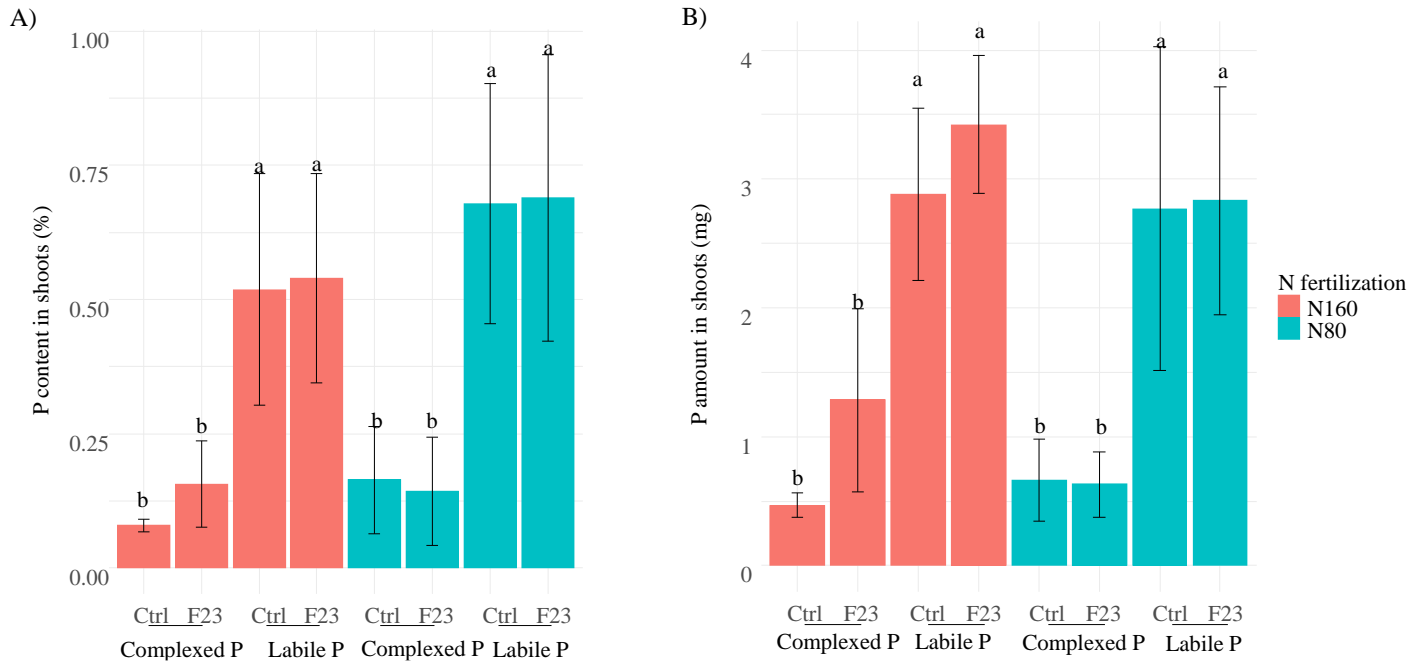 A)
P content in shoots (%)
1.00
0.75
0.50
0.25
0.00
b
b
a
a
b
b
a
a
Ctrl F23 Ctrl F23 Ctrl F23 Ctrl F23
Complexed P Labile P Complexed P Labile P
B)
P amount in shoots (mg)
4
3
2
1
0
b
b
a
a
b
b
a
a
Ctrl F23 Ctrl F23 Ctrl F23 Ctrl F23
Complexed P Labile P Complexed P Labile P
N fertilization
N160
N80